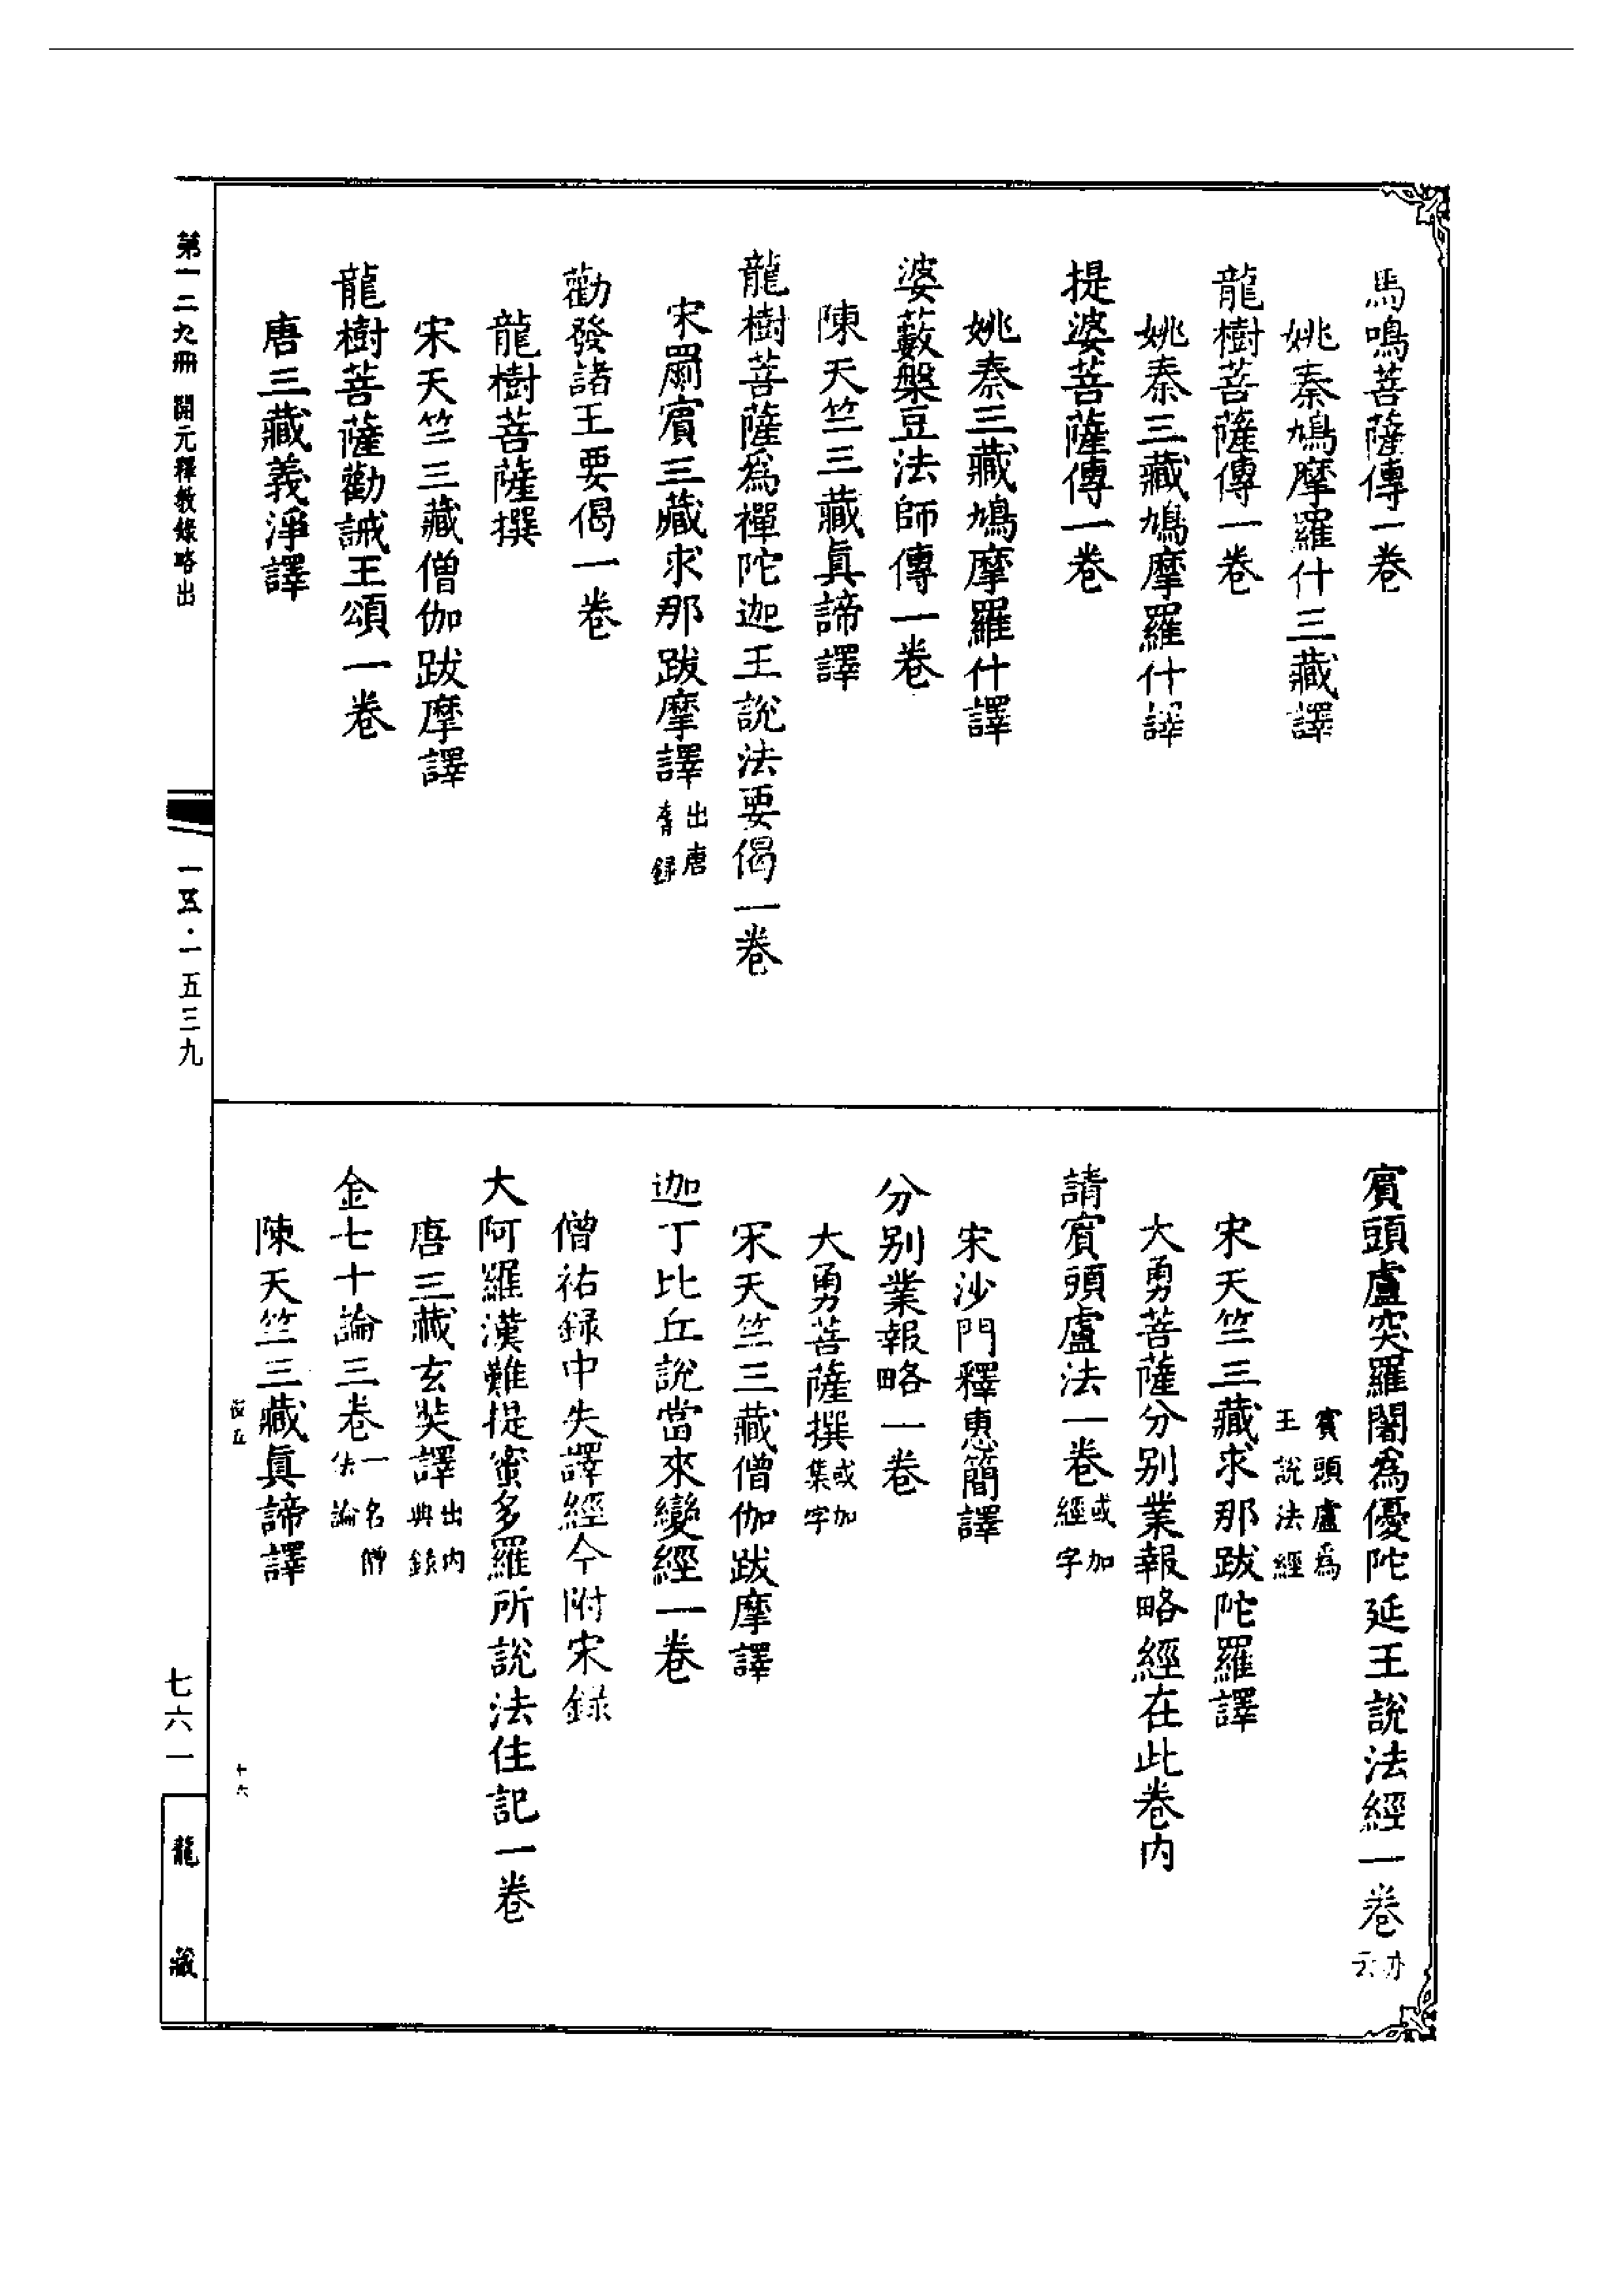 馬鳴菩薩傳一卷
姚秦鳩摩羅什三藏譯
龍樹菩薩傳一卷
姚秦三藏鳩摩羅什譯
提婆菩薩傳一卷
姚秦三藏鳩摩羅什譯
婆藪槃豆法師傳一卷
陳天竺三藏眞諦譯
龍樹菩薩爲禪陀迦王說法要偈一卷
宋罽賓三藏求那跋摩譯出唐舊録
勸發諸王要偈一卷
龍樹菩薩撰
宋天竺三藏僧伽跋摩譯
龍樹菩薩勸誡王頌一卷
唐三藏義淨譯
賓頭盧突羅闍爲優陀延王說法經一卷亦云
賓頭盧爲王說法經
宋天竺三藏求那跋陀羅譯
大勇菩薩分別業報略經在此卷內
請賓頭盧法一卷或加經字
宋沙門釋惠簡譯
分別業報略一卷
大勇菩薩撰或加集字
宋天竺三藏僧伽跋摩譯
迦丁比丘說當來變經一卷
僧祐録中失譯經今附宋録
大阿羅漢難提蜜多羅所說法住記一卷
唐三藏玄奘譯出內典録
金七十論三卷一名僧佉論
陳天竺三藏眞諦譯
十六
第一二九冊 開元釋教錄略出
一五·一五三九
七六一
龍藏